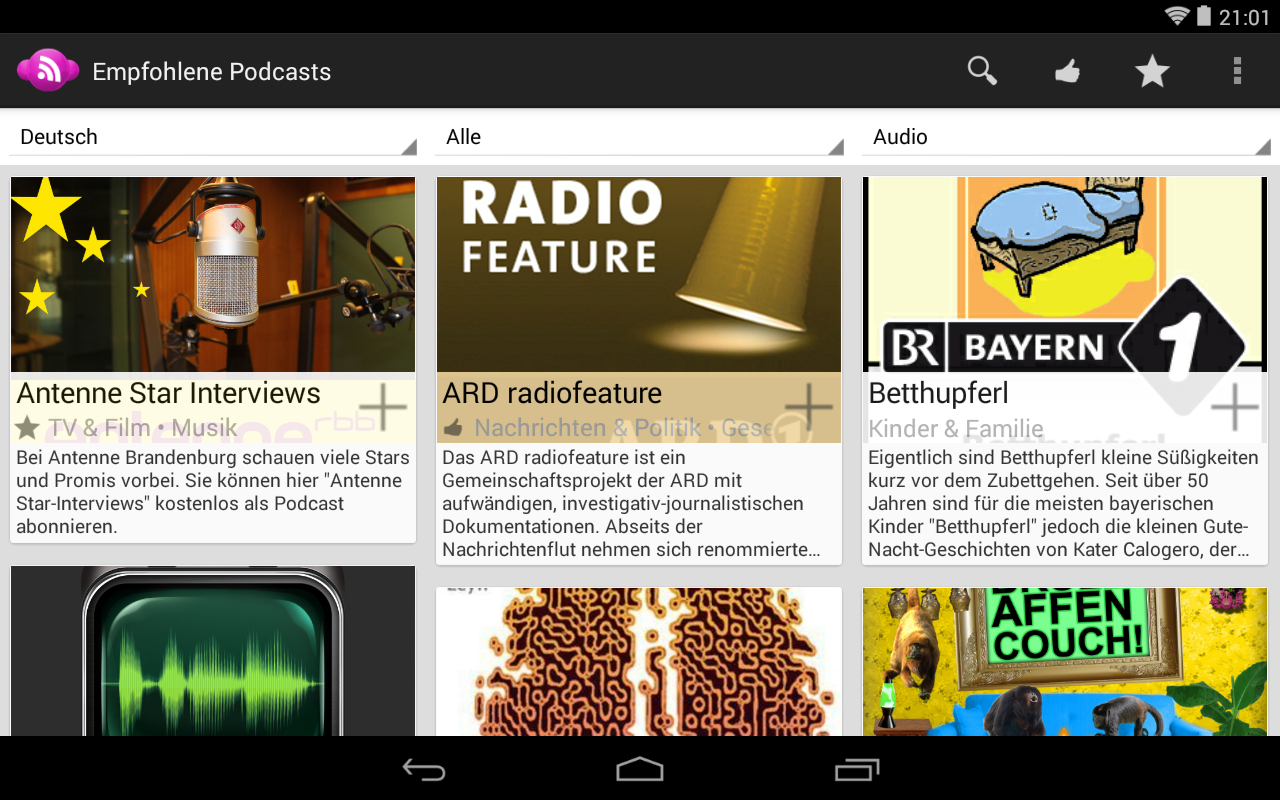 21:01
Empfohlene Podcasts
Deutsch
Alle
Audio
Antenne Star Interviews
TV & Film • Musik
Bei Antenne Brandenburg schauen viele Stars
und Promis vorbei. Sie können hier "Antenne
Star-Interviews" kostenlos als Podcast
abonnieren.
RADIO
FEATURE
ARD radiofeature
Nachrichten & Politik • Gese
Das ARD radiofeature ist ein
Gemeinschaftsprojekt der ARD mit
aufwändigen, investigativ-journalistischen
Dokumentationen. Abseits der
Nachrichtenflut nehmen sich renommierte…
BR BAYERN 1
Betthupferl
Kinder & Familie
Eigentlich sind Betthupferl kleine Süßigkeiten
kurz vor dem Zubettgehen. Seit über 50
Jahren sind für die meisten bayerischen
Kinder "Betthupferl" jedoch die kleinen Gute-
Nacht-Geschichten von Kater Calogero, der…
AFFEN
COUCH!